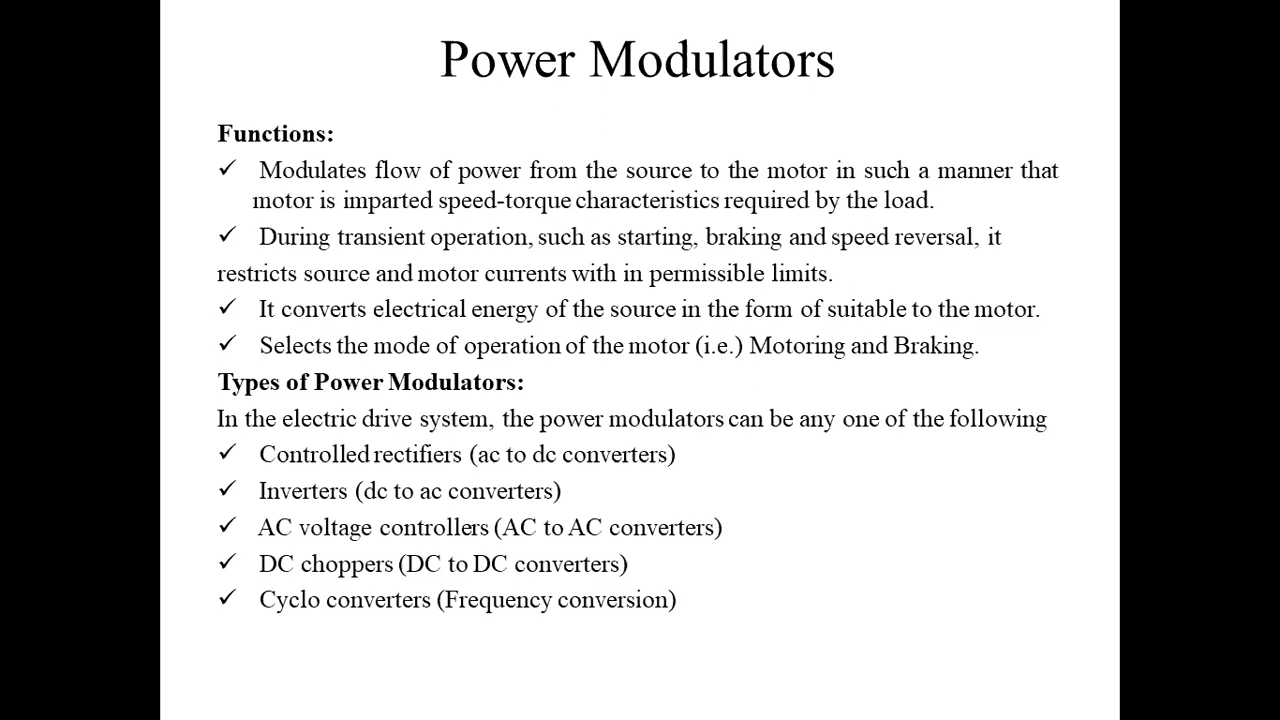 Power Modulators
Functions:
✓ Modulates flow of power from the source to the motor in such a manner that
motor is imparted speed-torque characteristics required by the load.
✓ During transient operation, such as starting, braking and speed reversal, it
restricts source and motor currents with in permissible limits.
✓ It converts electrical energy of the source in the form of suitable to the motor.
✓ Selects the mode of operation of the motor (i.e.) Motoring and Braking.
Types of Power Modulators:
In the electric drive system, the power modulators can be any one of the following
✓ Controlled rectifiers (ac to dc converters)
✓ Inverters (dc to ac converters)
✓ AC voltage controllers (AC to AC converters)
✓ DC choppers (DC to DC converters)
✓ Cyclo converters (Frequency conversion)